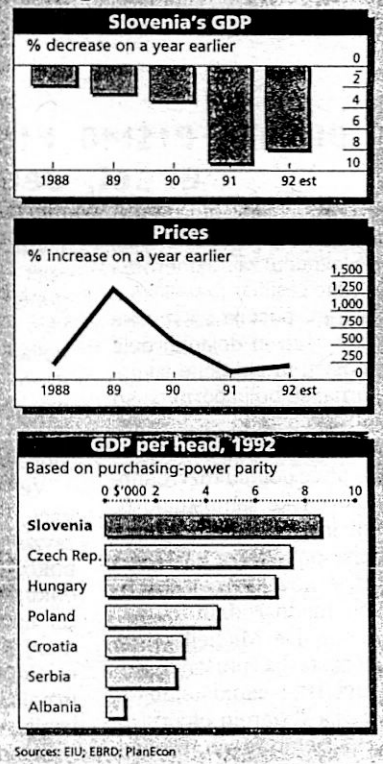 Slovenia's GDP
% decrease on a year earlier
0
2
4
6
8
10
1988 89 90 91 92 est
Prices
% increase on a year earlier
1,500
1,250
1,000
750
500
250
0
1988 89 90 91 92 est
GDP per head, 1992
Based on purchasing-power parity
0 $'000 2 4 6 8 10
Slovenia
Czech Rep.
Hungary
Poland
Croatia
Serbia
Albania
Sources: EIU; EBRD; PlanEcon